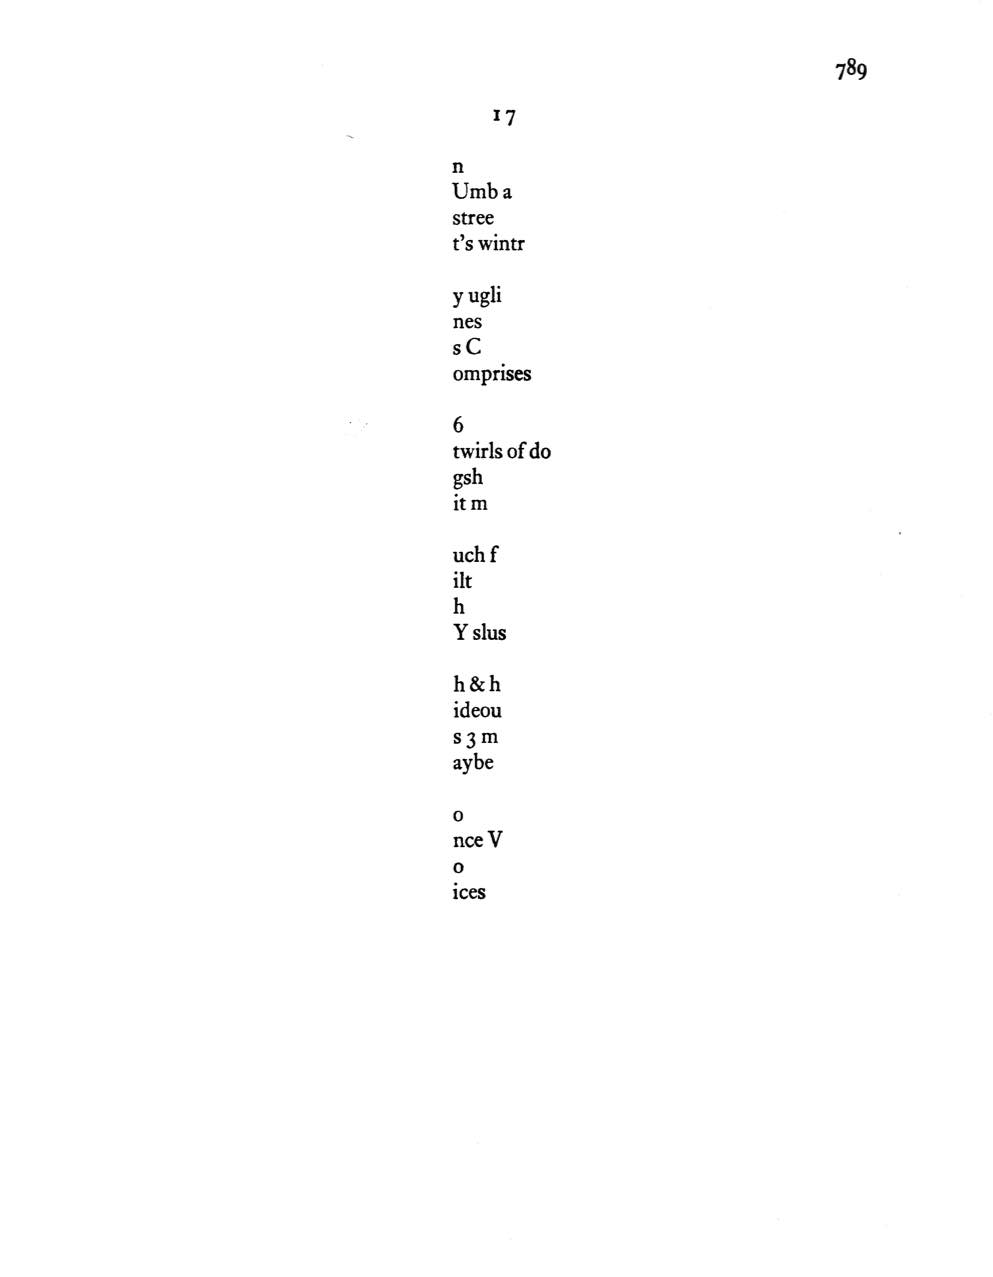 789
17
n
Umb a
stree
t's wintr
y ugli
nes
s C
omprises
6
twirls of do
gsh
it m
uch f
ilt
h
Y slus
h & h
ideou
s 3 m
aybe
o
nce V
o
ices